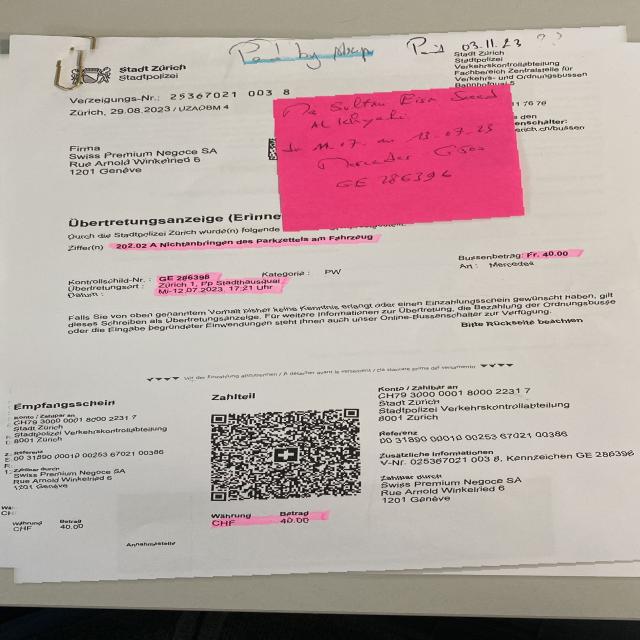 Paid by
03.11.23 ??
Stadt Zürich
Stadtpolizei
Stadt Zürich
Stadtpolizei
Verkehrskontrollabteilung
Fachbereich Zentralstelle für
Verkehrs- und Ordnungsbussen
Bahnhofquai 5
Verzeigungs-Nr.: 25367021 003 8
Zürich, 29.08.2023 / UZAOBM 4
11 76 76
den
enschalter:
erich.ch/bussen
Firma
Swiss Premium Negoce SA
Rue Arnold Winkelried 6
1201 Genève
Mr Sultan Eisa Saeed
Al
11.07. au 13.07.23
Mercedes G500
GE 286396
Übertretungsanzeige (Erinne
Durch die Stadtpolizei Zürich wurde(n) folgende
Ziffer(n) 202.02 A Nichtanbringen des Parkzettels am Fahrzeug
Bussenbetrag: Fr. 40.00
Kontrollschild-Nr.: GE 286396 Kategorie: PW An: Mercedes
Übertretungsort: Zürich 1, Pp Stadthausquai
Datum: Mi-12.07.2023, 17:21 Uhr
Falls Sie von oben genanntem Vorhalt bisher keine Kenntnis erlangt oder einen Einzahlungsschein gewünscht haben, gilt
dieses Schreiben als Übertretungsanzeige. Für weitere Informationen zur Übertretung, die Bezahlung der Ordnungsbusse
oder die Eingabe begründeter Einwendungen steht Ihnen auch unser Online-Bussenschalter zur Verfügung.
Bitte Rückseite beachten
Vor der Einzahlung abzutrennen / A détacher avant le versement / Da staccare prima del versamento
Empfangsschein
Konto / Zahlbar an
CH79 3000 0001 8000 2231 7
Stadt Zürich
Stadtpolizei Verkehrskontrollabteilung
8001 Zürich
Referenz
00 31890 00010 00253 67021 00386
Zahlbar durch
Swiss Premium Negoce SA
Rue Arnold Winkelried 6
1201 Genève
Währung Betrag
CHF 40.00
Annahmestelle
Zahlteil
Währung Betrag
CHF 40.00
Konto / Zahlbar an
CH79 3000 0001 8000 2231 7
Stadt Zürich
Stadtpolizei Verkehrskontrollabteilung
8001 Zürich
Referenz
00 31890 00010 00253 67021 00386
Zusätzliche Informationen
V-Nr. 025367021 003 8, Kennzeichen GE 286396
Zahlbar durch
Swiss Premium Negoce SA
Rue Arnold Winkelried 6
1201 Genève